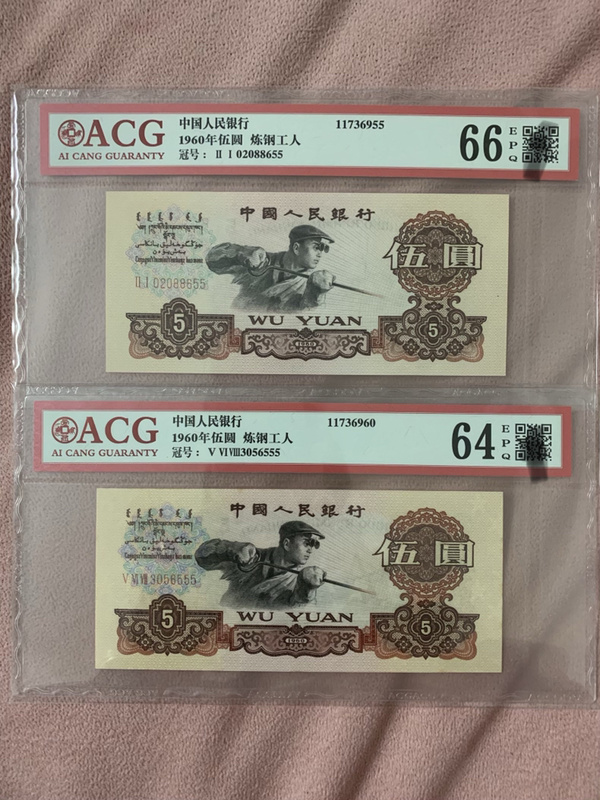 ACG
AI CANG GUARANTY
中国人民银行 11736955
1960年伍圆 炼钢工人
冠号： Ⅱ Ⅰ 02088655
66
EPQ
中國人民銀行
伍圓
Ⅱ Ⅰ 02088655
5
WU YUAN
1960
5
ACG
AI CANG GUARANTY
中国人民银行 11736960
1960年伍圆 炼钢工人
冠号： Ⅴ Ⅵ Ⅷ 3056555
64
EPQ
中國人民銀行
伍圓
Ⅴ Ⅵ Ⅷ 3056555
5
WU YUAN
1960
5